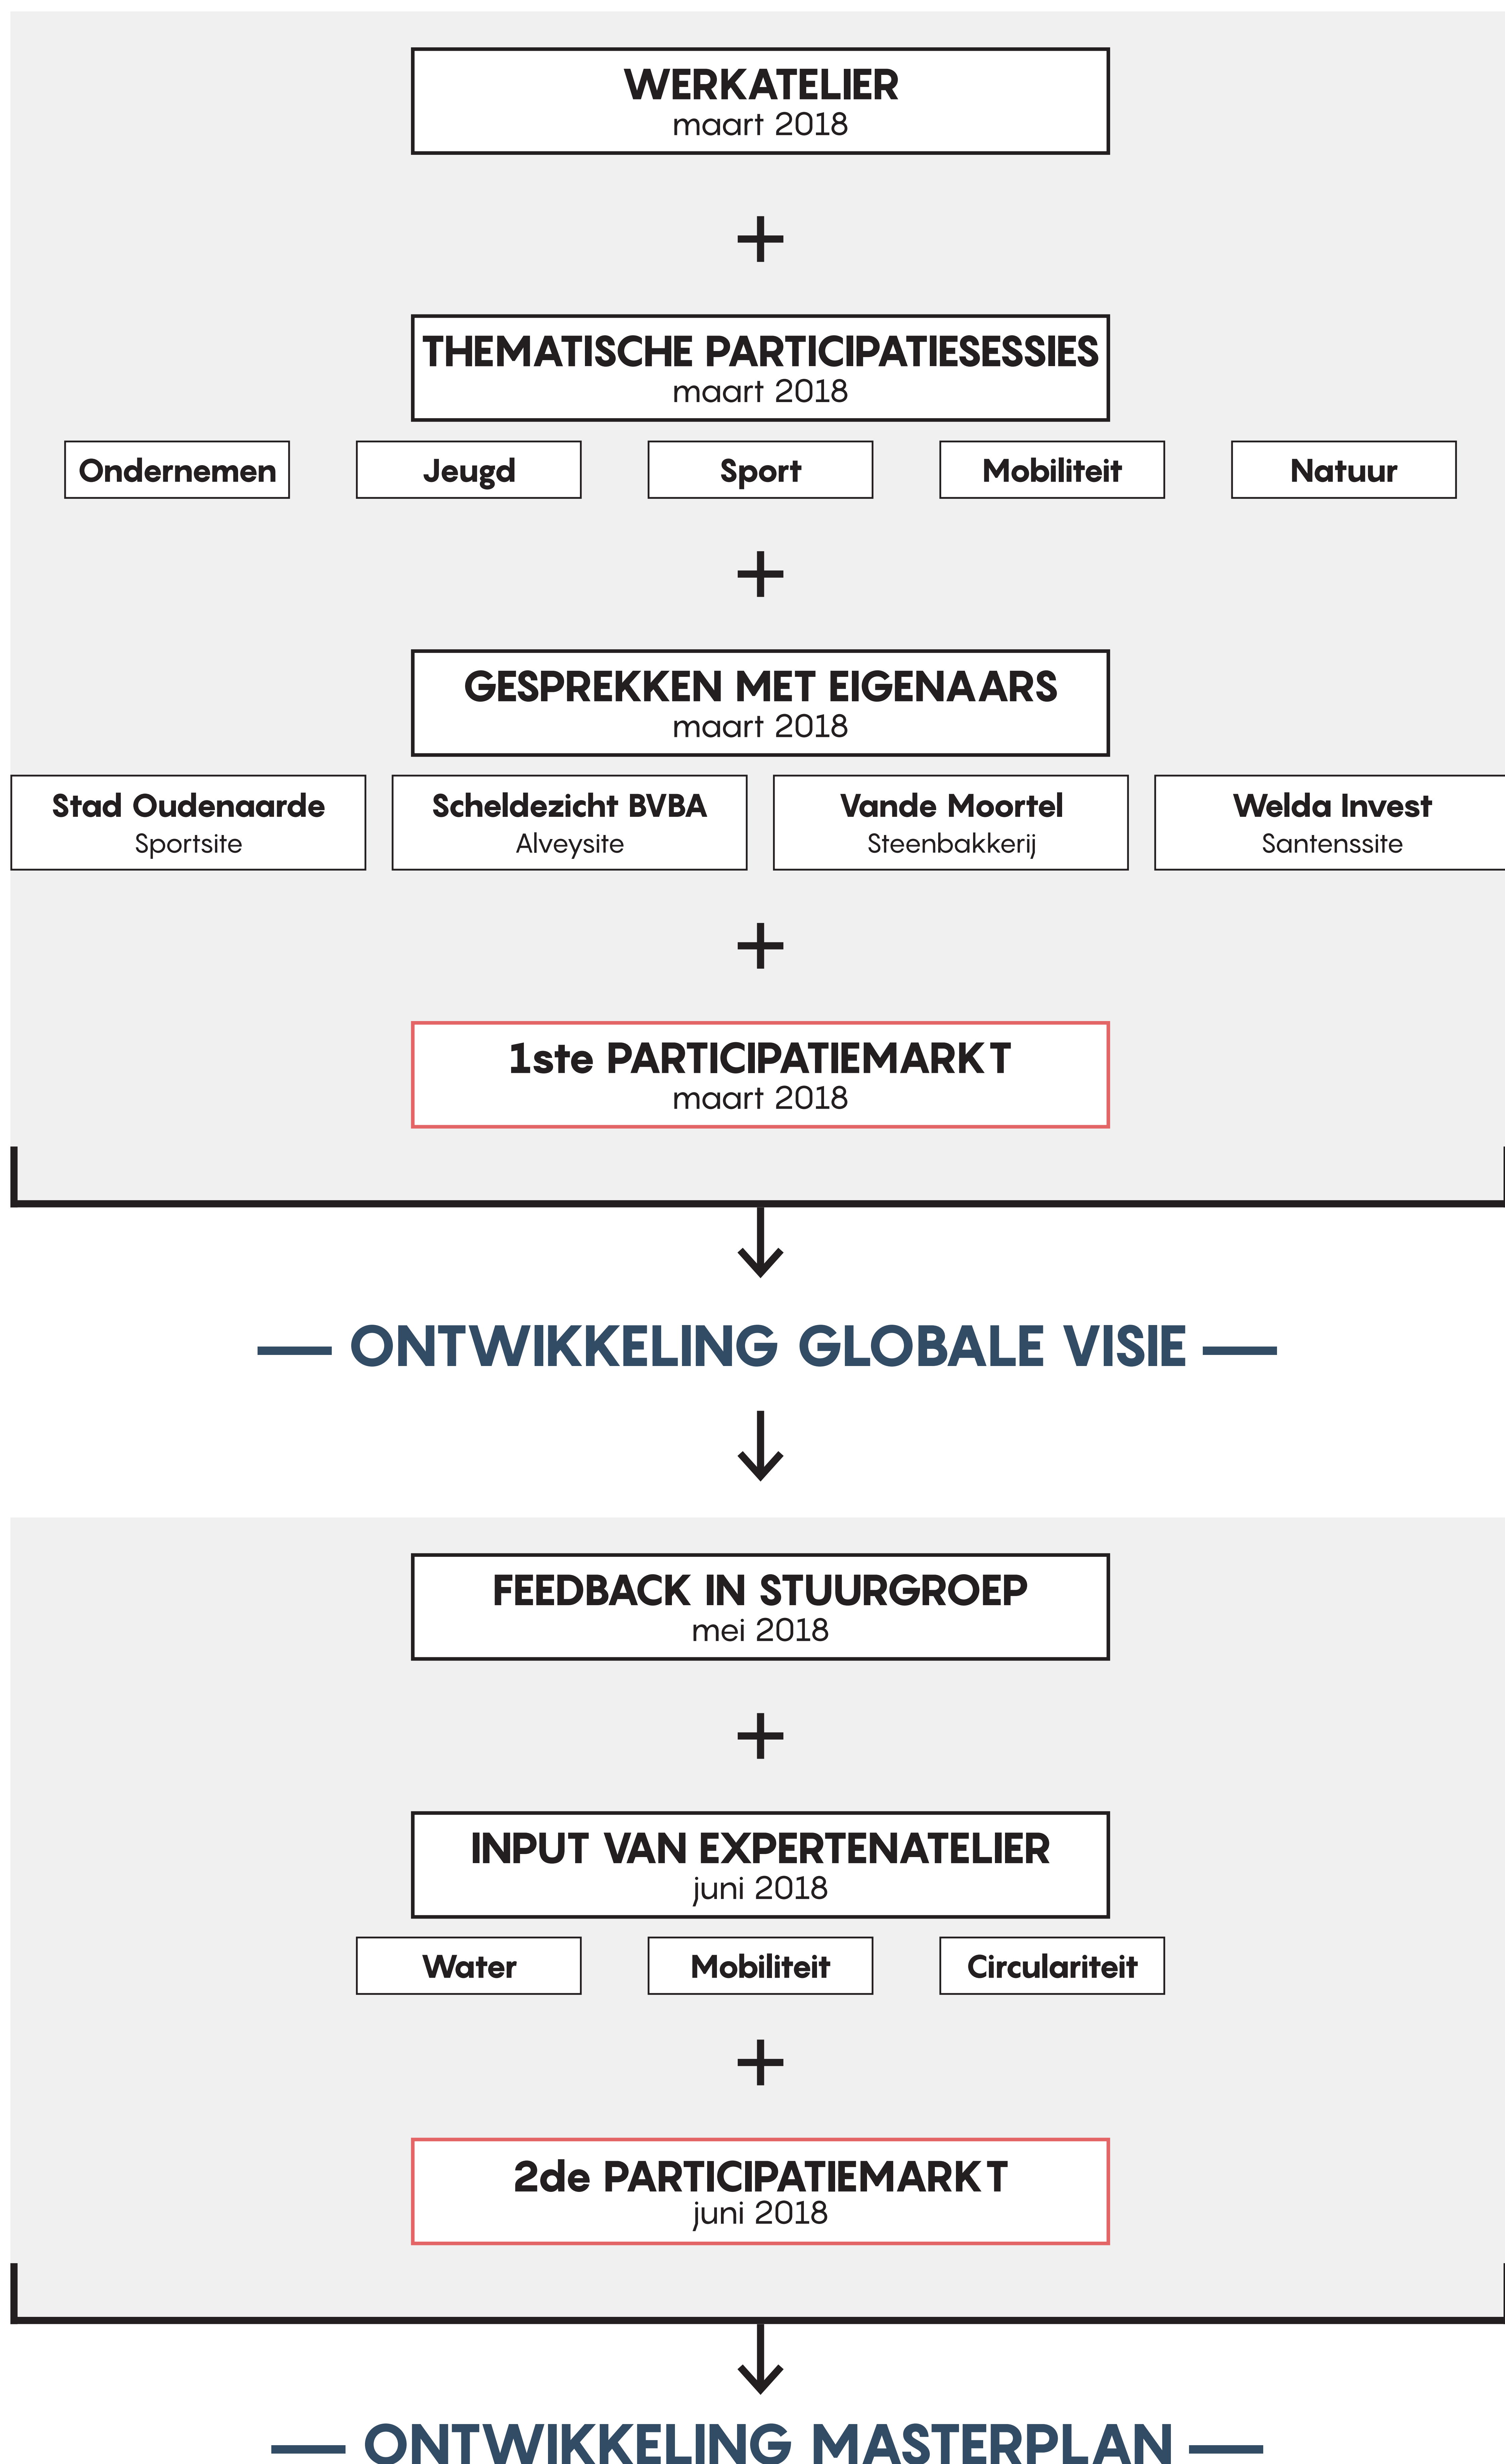 WERKATELIER
maart 2018
+
THEMATISCHE PARTICIPATIESESSIES
maart 2018
Ondernemen Jeugd Sport Mobiliteit Natuur
+
GESPREKKEN MET EIGENAARS
maart 2018
Stad Oudenaarde Scheldezicht BVBA Vande Moortel Welda Invest
Sportsite Alveysite Steenbakkerij Santenssite
+
1ste PARTICIPATIEMARKT
maart 2018
— ONTWIKKELING GLOBALE VISIE —
FEEDBACK IN STUURGROEP
mei 2018
+
INPUT VAN EXPERTENATELIER
juni 2018
Water Mobiliteit Circulariteit
+
2de PARTICIPATIEMARKT
juni 2018
— ONTWIKKELING MASTERPLAN —